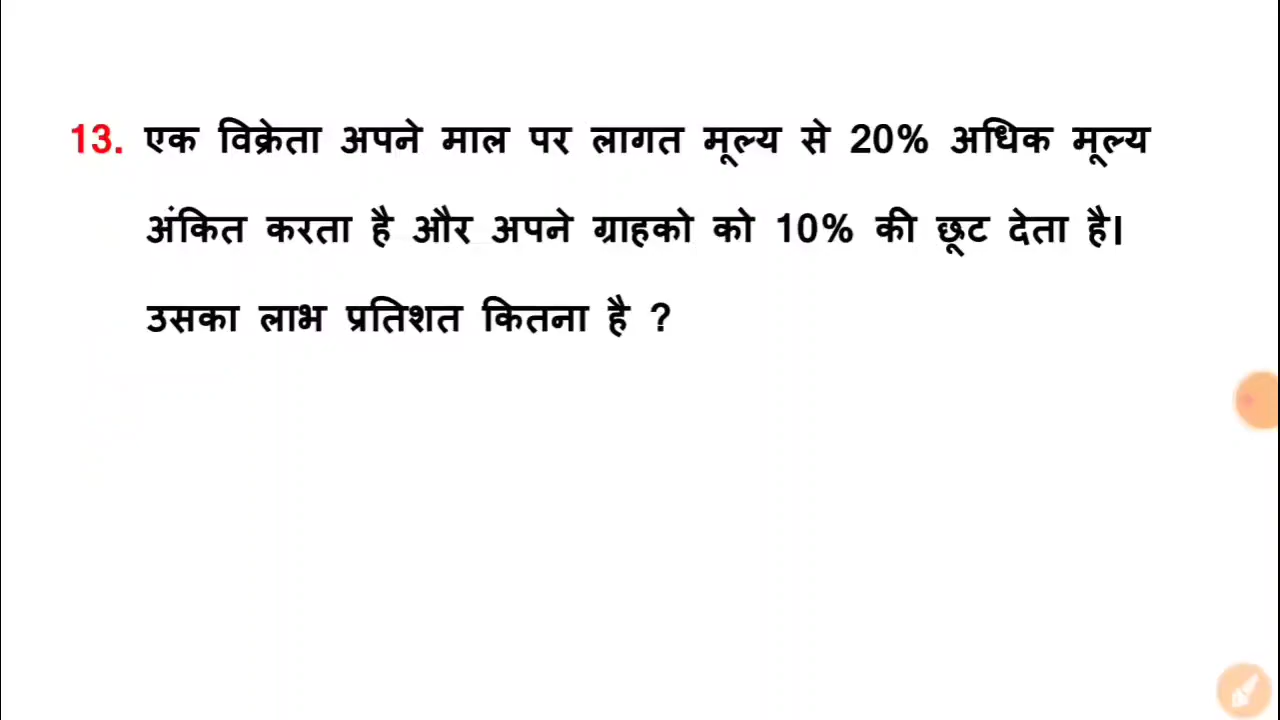 13. एक विक्रेता अपने माल पर लागत मूल्य से 20% अधिक मूल्य
अंकित करता है और अपने ग्राहको को 10% की छूट देता है।
उसका लाभ प्रतिशत कितना है ?